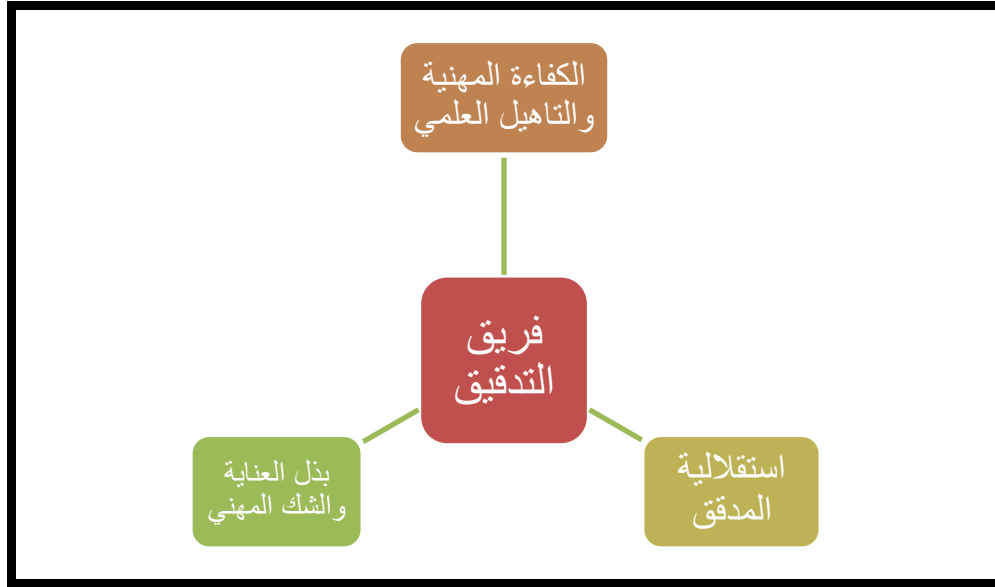 الكفاءة المهنية
والتاهيل العلمي
فريق
التدقيق
استقلالية
المدقق
بذل العناية
والشك المهني